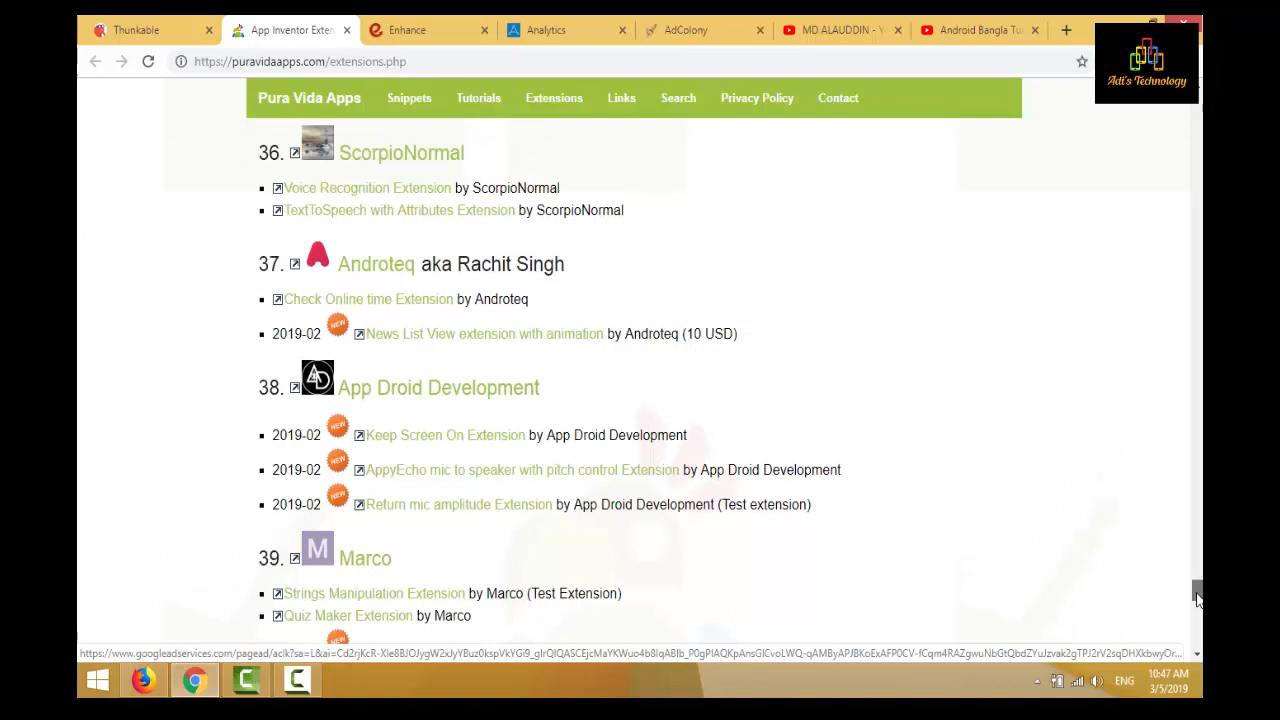 Thunkable
App Inventor Exten
Enhance
Analytics
AdColony
MD ALAUDDIN - Y
Android Bangla Tu
https://puravidaapps.com/extensions.php
Adi's Technology
Pura Vida Apps
Snippets
Tutorials
Extensions
Links
Search
Privacy Policy
Contact
36. ScorpioNormal
Voice Recognition Extension by ScorpioNormal
TextToSpeech with Attributes Extension by ScorpioNormal
37. Androteq aka Rachit Singh
Check Online time Extension by Androteq
2019-02 NEW News List View extension with animation by Androteq (10 USD)
38. App Droid Development
2019-02 NEW Keep Screen On Extension by App Droid Development
2019-02 NEW AppyEcho mic to speaker with pitch control Extension by App Droid Development
2019-02 NEW Return mic amplitude Extension by App Droid Development (Test extension)
39. M Marco
Strings Manipulation Extension by Marco (Test Extension)
Quiz Maker Extension by Marco
ENG
10:47 AM
3/5/2019